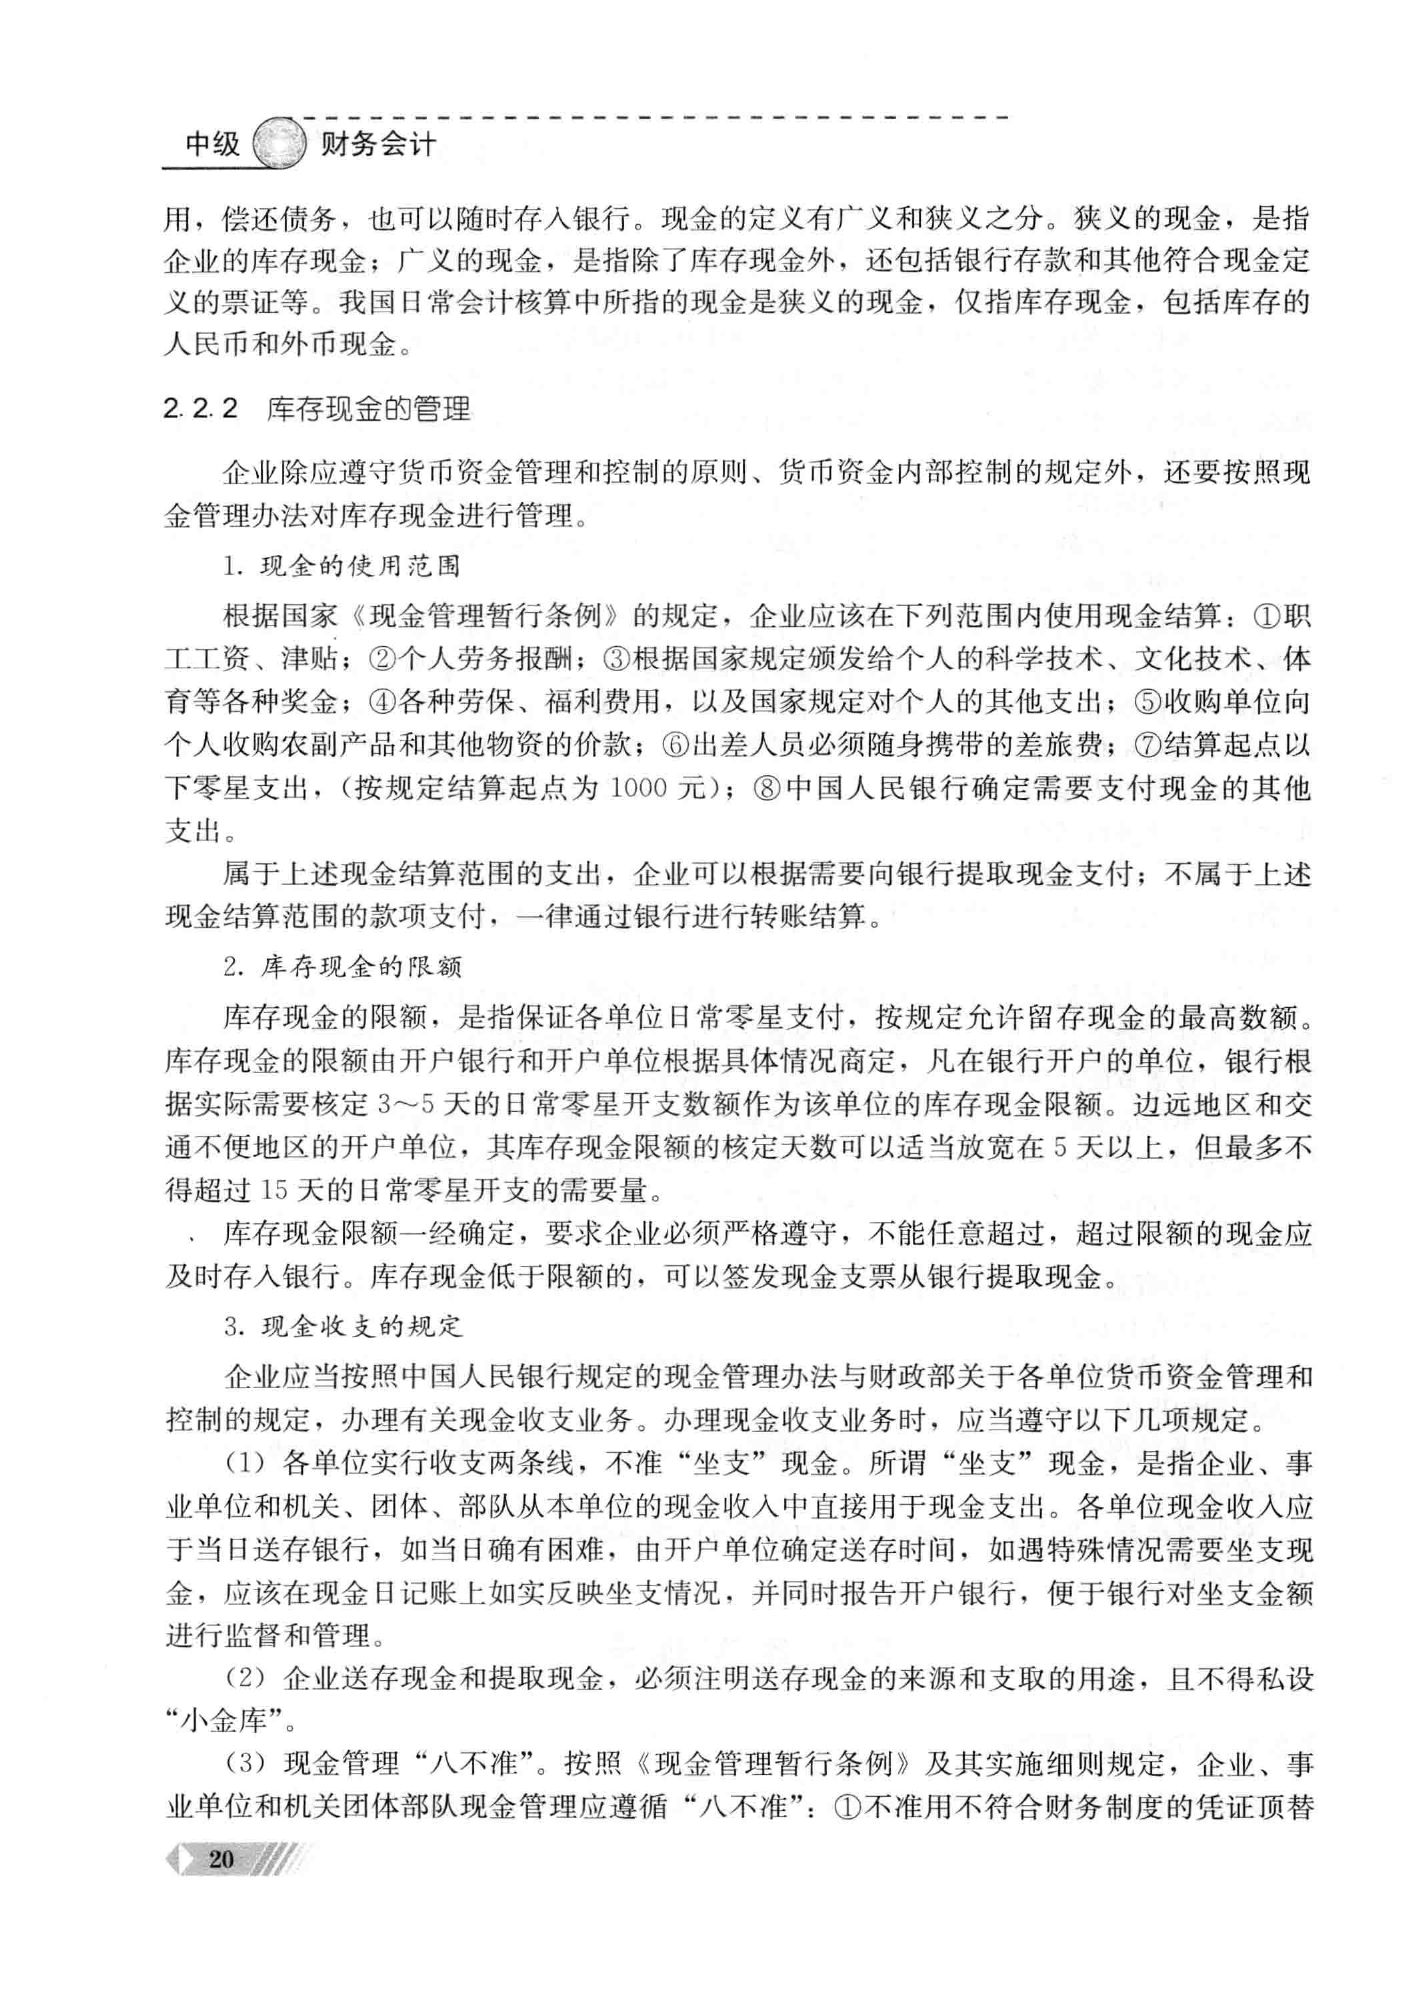 中级 财务会计
用，偿还债务，也可以随时存入银行。现金的定义有广义和狭义之分。狭义的现金，是指
企业的库存现金；广义的现金，是指除了库存现金外，还包括银行存款和其他符合现金定
义的票证等。我国日常会计核算中所指的现金是狭义的现金，仅指库存现金，包括库存的
人民币和外币现金。
2.2.2 库存现金的管理
企业除应遵守货币资金管理和控制的原则、货币资金内部控制的规定外，还要按照现
金管理办法对库存现金进行管理。
1. 现金的使用范围
根据国家《现金管理暂行条例》的规定，企业应该在下列范围内使用现金结算：①职
工工资、津贴；②个人劳务报酬；③根据国家规定颁发给个人的科学技术、文化技术、体
育等各种奖金；④各种劳保、福利费用，以及国家规定对个人的其他支出；⑤收购单位向
个人收购农副产品和其他物资的价款；⑥出差人员必须随身携带的差旅费；⑦结算起点以
下零星支出，（按规定结算起点为 1000 元）；⑧中国人民银行确定需要支付现金的其他
支出。
属于上述现金结算范围的支出，企业可以根据需要向银行提取现金支付；不属于上述
现金结算范围的款项支付，一律通过银行进行转账结算。
2. 库存现金的限额
库存现金的限额，是指保证各单位日常零星支付，按规定允许留存现金的最高数额。
库存现金的限额由开户银行和开户单位根据具体情况商定，凡在银行开户的单位，银行根
据实际需要核定 3～5 天的日常零星开支数额作为该单位的库存现金限额。边远地区和交
通不便地区的开户单位，其库存现金限额的核定天数可以适当放宽在 5 天以上，但最多不
得超过 15 天的日常零星开支的需要量。
库存现金限额一经确定，要求企业必须严格遵守，不能任意超过，超过限额的现金应
及时存入银行。库存现金低于限额的，可以签发现金支票从银行提取现金。
3. 现金收支的规定
企业应当按照中国人民银行规定的现金管理办法与财政部关于各单位货币资金管理和
控制的规定，办理有关现金收支业务。办理现金收支业务时，应当遵守以下几项规定。
（1）各单位实行收支两条线，不准“坐支”现金。所谓“坐支”现金，是指企业、事
业单位和机关、团体、部队从本单位的现金收入中直接用于现金支出。各单位现金收入应
于当日送存银行，如当日确有困难，由开户单位确定送存时间，如遇特殊情况需要坐支现
金，应该在现金日记账上如实反映坐支情况，并同时报告开户银行，便于银行对坐支金额
进行监督和管理。
（2）企业送存现金和提取现金，必须注明送存现金的来源和支取的用途，且不得私设
“小金库”。
（3）现金管理“八不准”。按照《现金管理暂行条例》及其实施细则规定，企业、事
业单位和机关团体部队现金管理应遵循“八不准”：①不准用不符合财务制度的凭证顶替
20